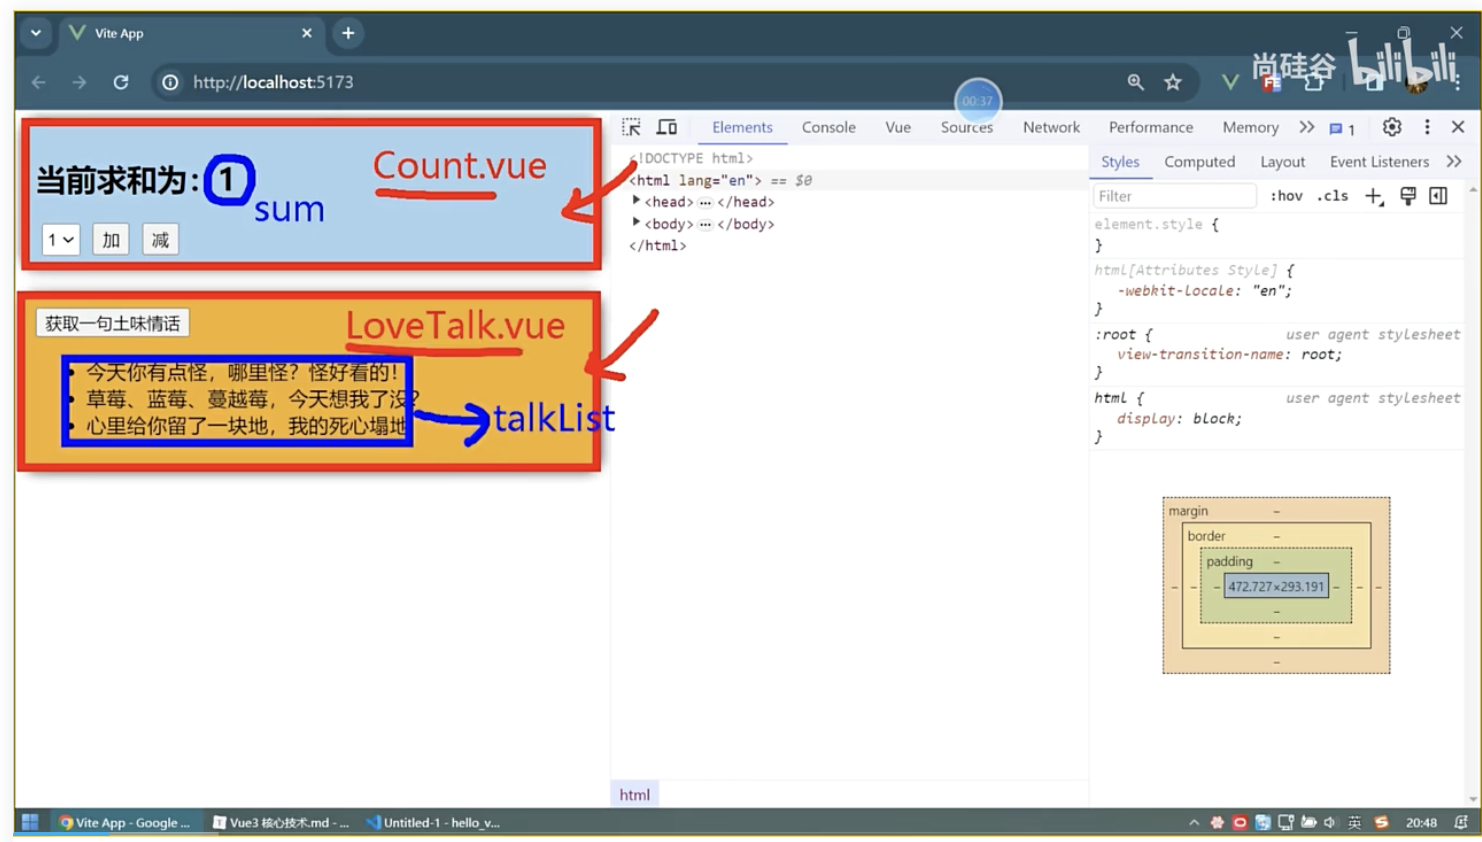 Vite App
http://localhost:5173
尚硅谷 bilibili
00:37
当前求和为：1
sum
Count.vue
1 加 减
获取一句土味情话
LoveTalk.vue
今天你有点怪，哪里怪？怪好看的！
草莓、蓝莓、蔓越莓，今天想我了没？
心里给你留了一块地，我的死心塌地
talkList
Elements Console Vue Sources Network Performance Memory 1
<!DOCTYPE html>
<html lang="en"> == $0
<head> ⋯ </head>
<body> ⋯ </body>
</html>
html
Styles Computed Layout Event Listeners
Filter :hov .cls
element.style {
}
html[Attributes Style] {
-webkit-locale: "en";
}
:root { user agent stylesheet
view-transition-name: root;
}
html { user agent stylesheet
display: block;
}
margin –
border –
padding –
– – – 472.727×293.191 – – –
–
–
–
Vite App - Google ... Vue3 核心技术.md - ... Untitled-1 - hello_v... 英 20:48